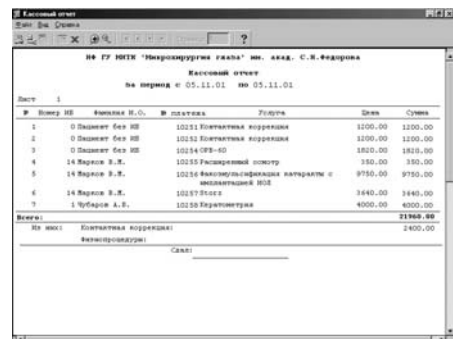 Кассовый отчет
Файл Вид Справка
НФ ГУ МНТК "Микрохирургия глаза" им. акад. С.Н.Федорова
Кассовый отчет
За период с 05.11.01 по 05.11.01
Лист 1
№ Номер ИБ Фамилия И.О. № платежа Услуга Цена Сумма
1 0 Пациент без ИБ 10251 Контактная коррекция 1200.00 1200.00
2 0 Пациент без ИБ 10252 Контактная коррекция 1200.00 1200.00
3 0 Пациент без ИБ 10254 1820.00 1820.00
4 14 Марков В.М. 10255 Расширенный осмотр 350.00 350.00
5 14 Марков В.М. 10256 Факоэмульсификация катаракты с 9750.00 9750.00
имплантацией ИОЛ
6 14 Марков В.М. 10257 Storz 3640.00 3640.00
7 1 Чубаров А.В. 10258 Кератометрия 4000.00 4000.00
Всего: 21960.00
Из них: Контактная коррекция: 2400.00
Физиопроцедуры:
Сдал: